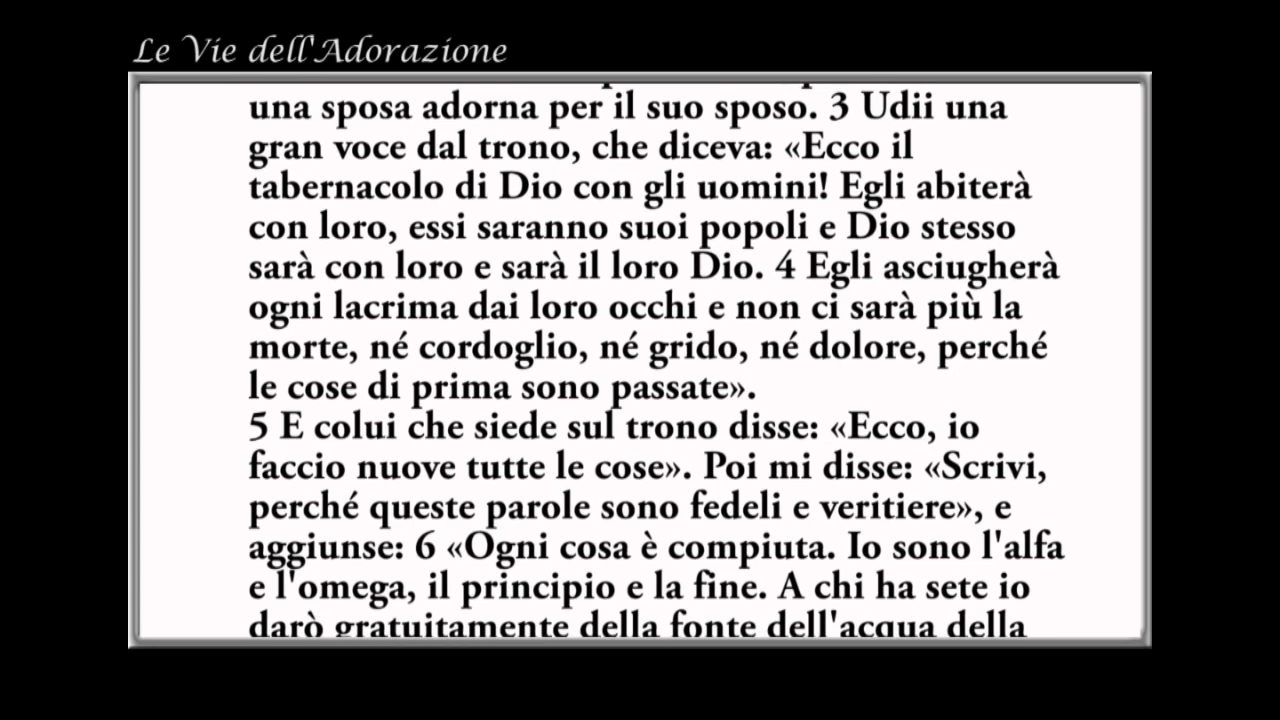 Le Vie dell'Adorazione
una sposa adorna per il suo sposo. 3 Udii una
gran voce dal trono, che diceva: «Ecco il
tabernacolo di Dio con gli uomini! Egli abiterà
con loro, essi saranno suoi popoli e Dio stesso
sarà con loro e sarà il loro Dio. 4 Egli asciugherà
ogni lacrima dai loro occhi e non ci sarà più la
morte, né cordoglio, né grido, né dolore, perché
le cose di prima sono passate».
5 E colui che siede sul trono disse: «Ecco, io
faccio nuove tutte le cose». Poi mi disse: «Scrivi,
perché queste parole sono fedeli e veritiere», e
aggiunse: 6 «Ogni cosa è compiuta. Io sono l'alfa
e l'omega, il principio e la fine. A chi ha sete io
darò gratuitamente della fonte dell'acqua della